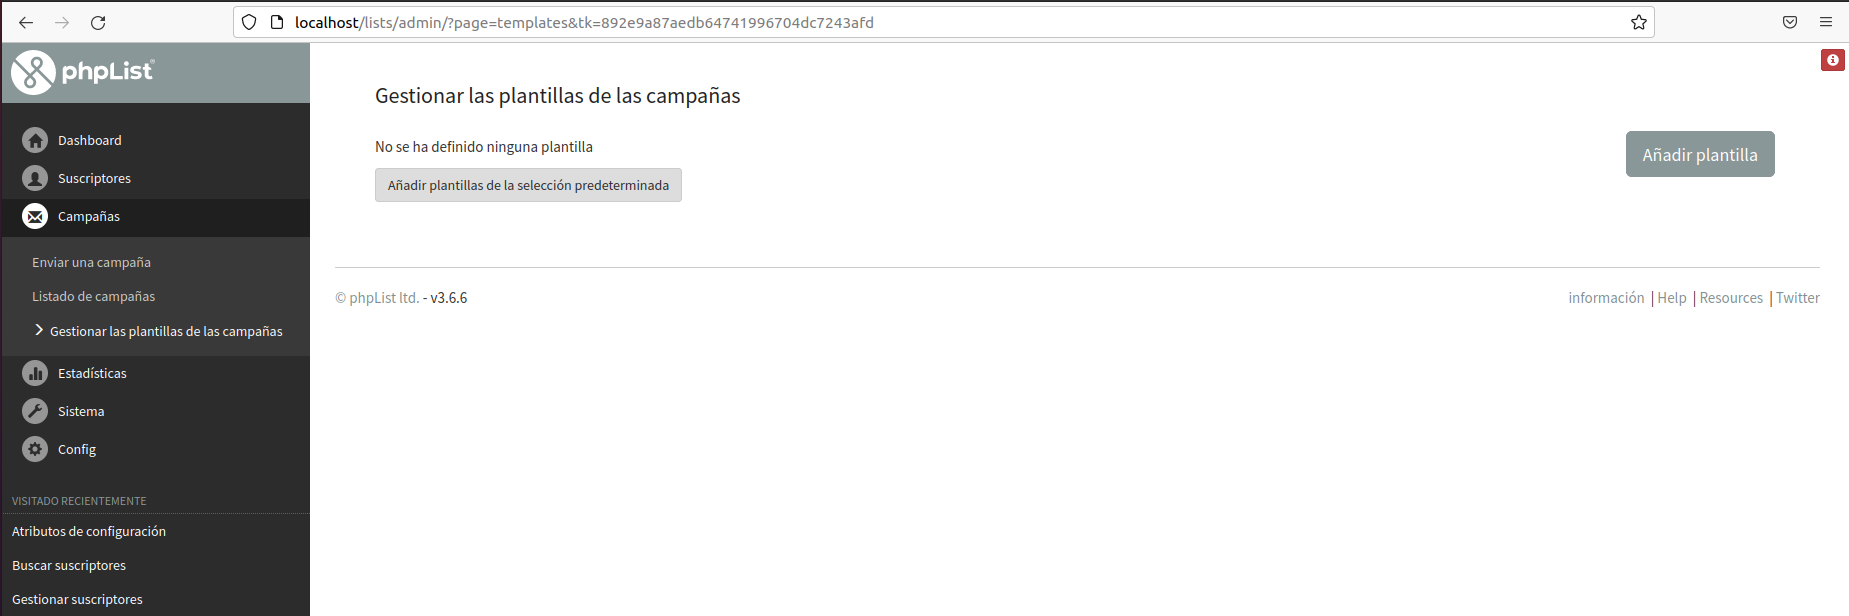 localhost/lists/admin/?page=templates&tk=892e9a87aedb64741996704dc7243afd
phpList®
Dashboard
Suscriptores
Campañas
Enviar una campaña
Listado de campañas
Gestionar las plantillas de las campañas
Estadísticas
Sistema
Config
VISITADO RECIENTEMENTE
Atributos de configuración
Buscar suscriptores
Gestionar suscriptores
Gestionar las plantillas de las campañas
No se ha definido ninguna plantilla
Añadir plantillas de la selección predeterminada
Añadir plantilla
© phpList ltd. - v3.6.6
información | Help | Resources | Twitter